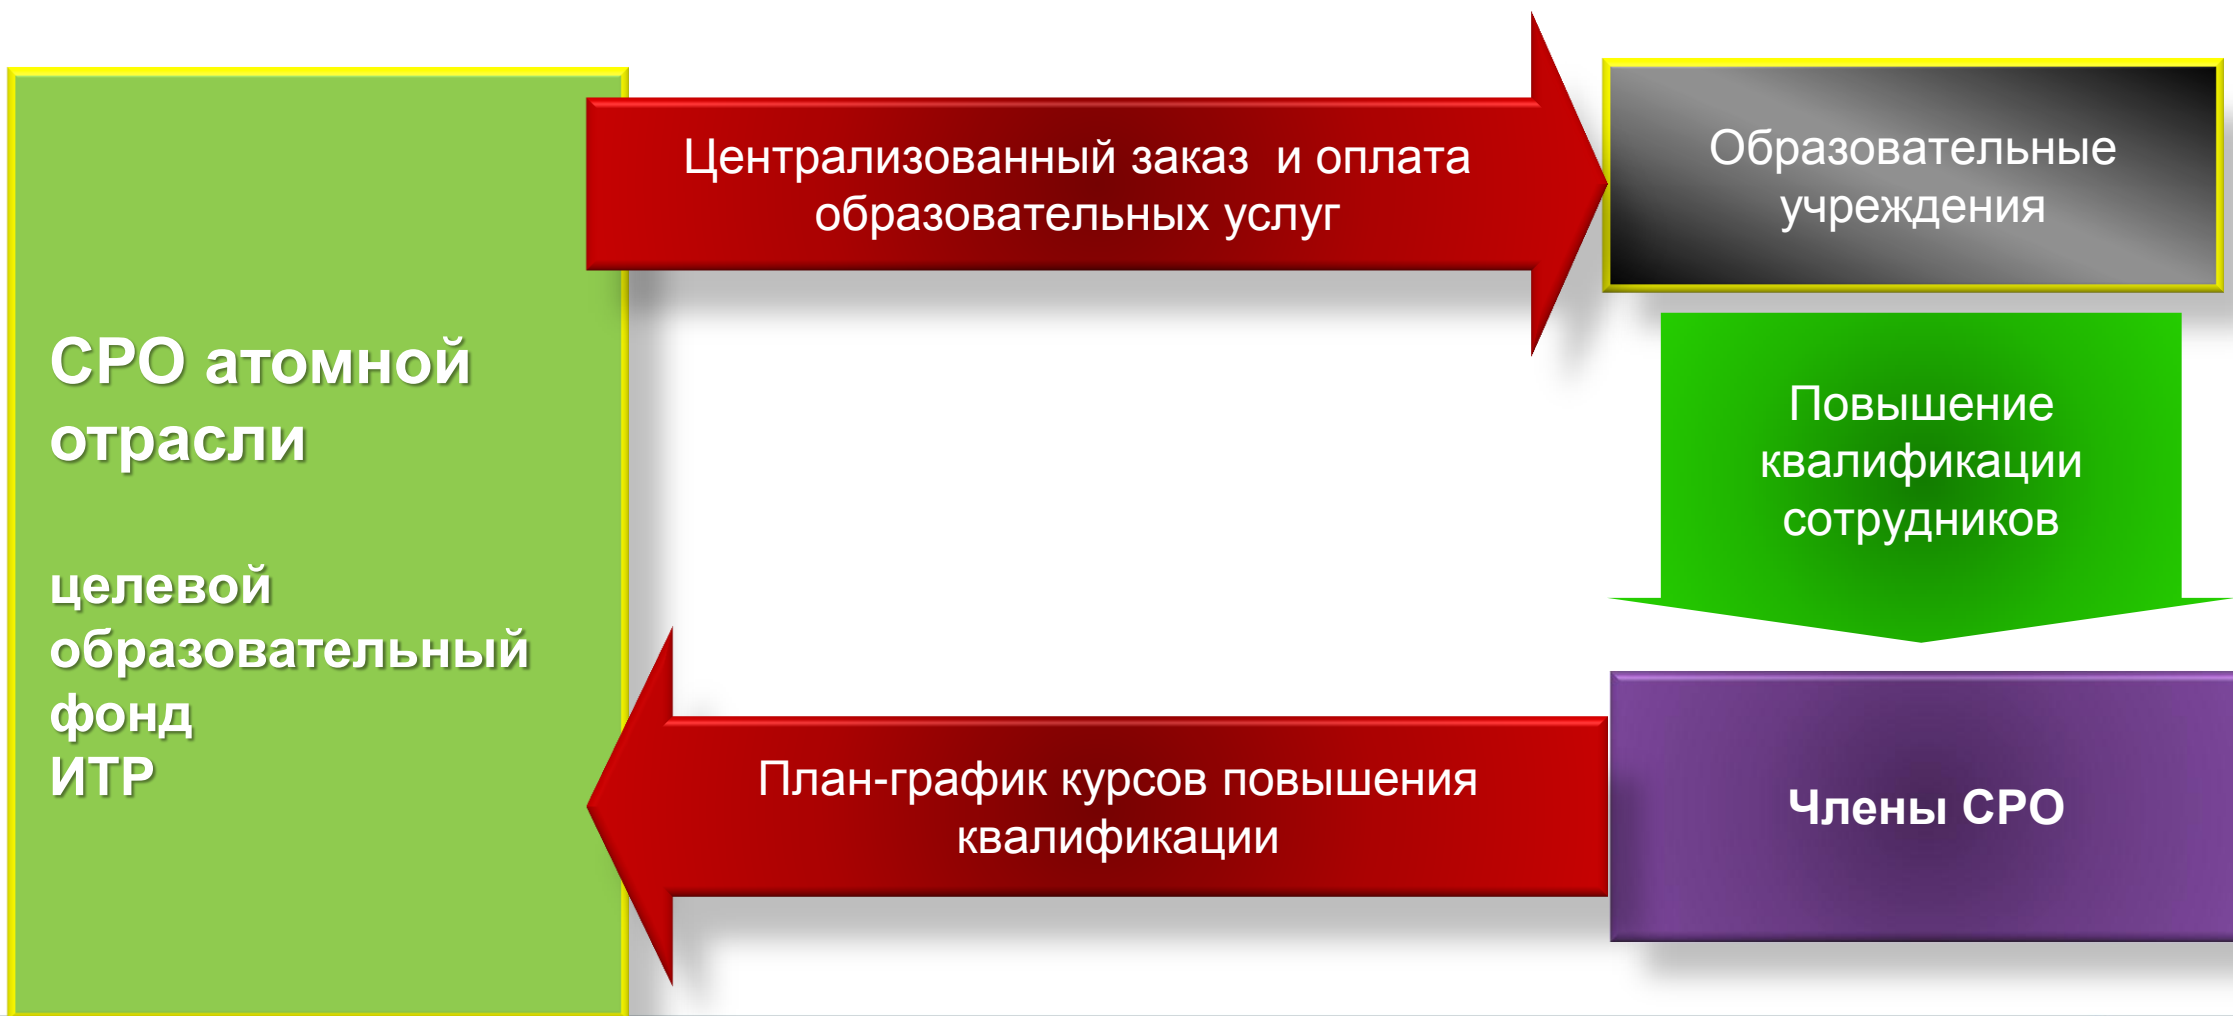 СРО атомной
отрасли
целевой
образовательный
фонд
ИТР
Централизованный заказ  и оплата
образовательных услуг
Образовательные
учреждения
Повышение
квалификации
сотрудников
Члены СРО
План-график курсов повышения
квалификации